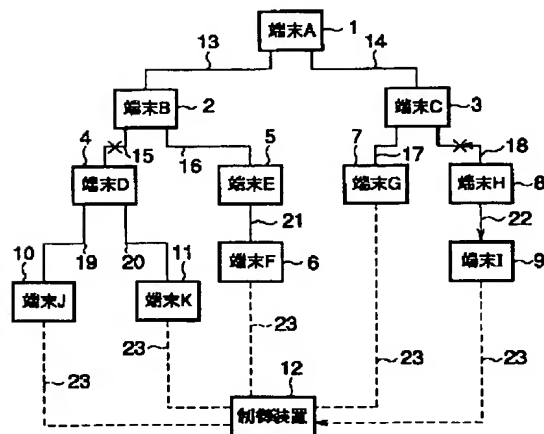 端末A 1
13 14
端末B 2
端末C 3
4 15 16 5 7 17 18
端末D
端末E
端末G
端末H 8
19 20 21 22
10 11
端末J
端末K
端末F 6
端末I 9
23 23 23 23 23
12
制御装置